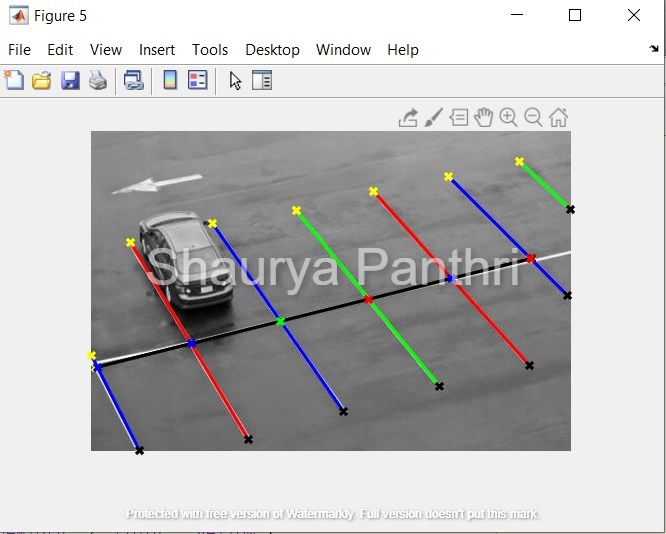 Figure 5
File Edit View Insert Tools Desktop Window Help
Shaurya Panthri
Protected with free version of Watermarkly. Full version doesn't put this mark.